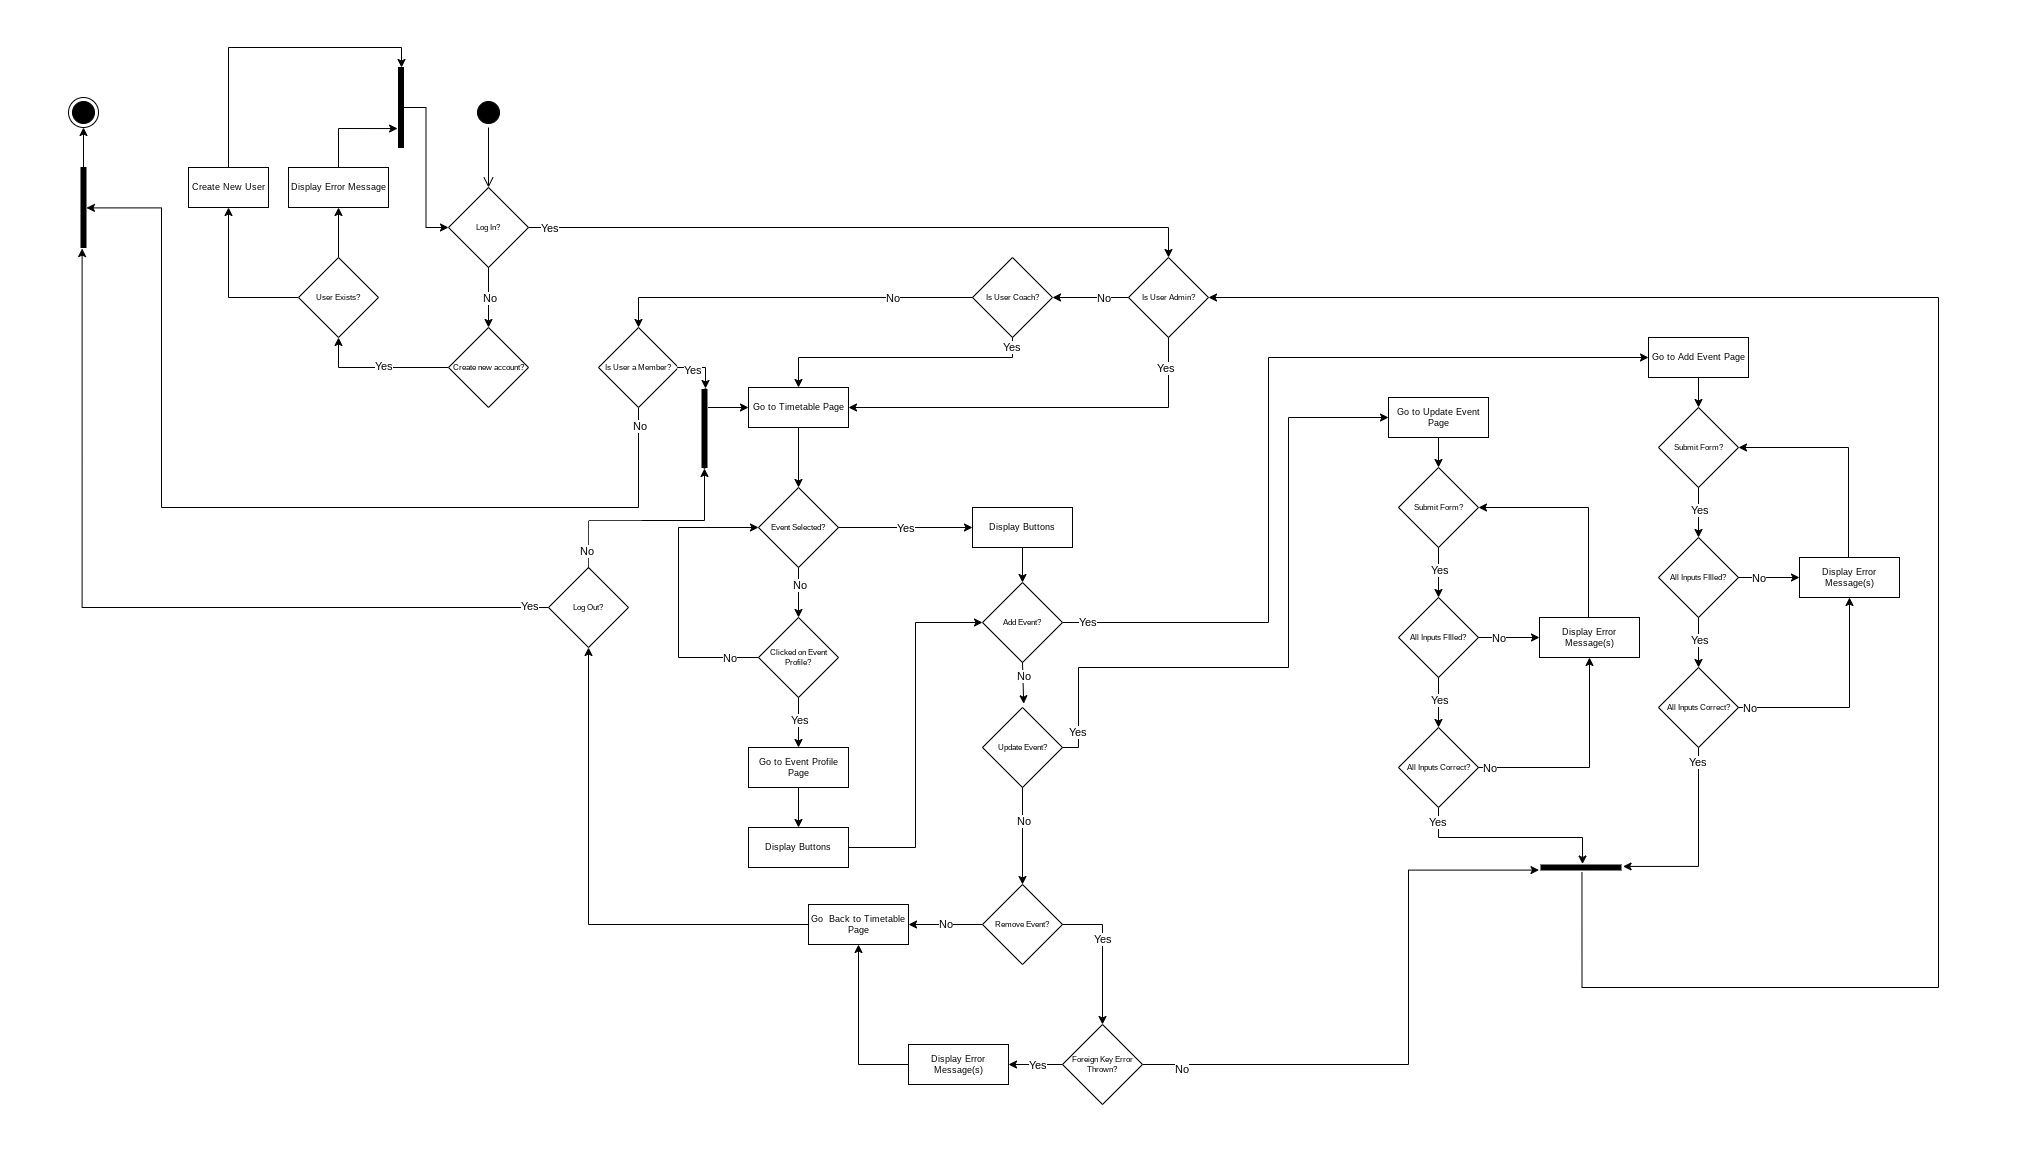 Create New User
Display Error Message
Log In?
Yes
User Exists?
No
Is User Coach?
No
Is User Admin?
No
Yes
Create new account?
Yes
Is User a Member?
Yes
No
Yes
Yes
Go to Timetable Page
Go to Add Event Page
Go to Update Event
Page
Submit Form?
Yes
Submit Form?
Yes
Event Selected?
Yes
Display Buttons
No
No
Log Out?
Yes
Add Event?
Yes
No
Clicked on Event
Profile?
No
Yes
All Inputs FIlled?
No
Display Error
Message(s)
Yes
All Inputs FIlled?
No
Display Error
Message(s)
Yes
All Inputs Correct?
No
Yes
Update Event?
Yes
No
Go to Event Profile
Page
All Inputs Correct?
No
Yes
Display Buttons
Go  Back to Timetable
Page
No
Remove Event?
Yes
Display Error
Message(s)
Yes
Foreign Key Error
Thrown?
No